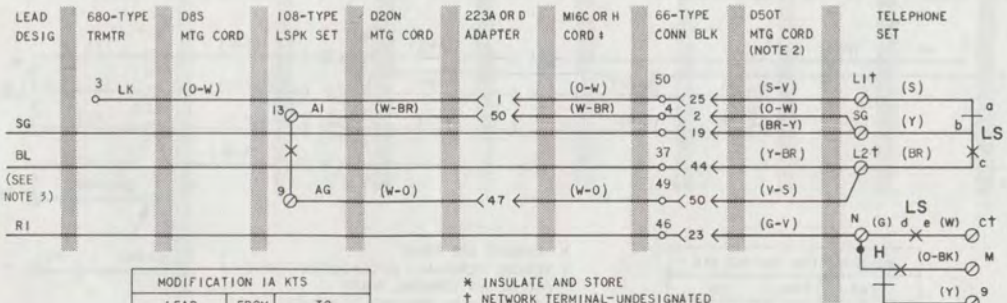 LEAD DESIG 680-TYPE TRMTR D8S MTG CORD 108-TYPE LSPK SET D20N MTG CORD 223A OR D ADAPTER M16C OR H CORD ‡ 66-TYPE CONN BLK D50T MTG CORD (NOTE 2) TELEPHONE SET
3 LK (O-W) 1 (O-W) 50 25 (S-V) L1† (S) a
13 A1 (W-BR) 50 (W-BR) 4 2 (O-W) SG
SG 19 (BR-Y) (Y) b LS
BL 37 44 (Y-BR) L2† (BR) c
(SEE NOTE 3) 9 AG (W-O) 47 (W-O) 49 50 (V-S)
R1 46 23 (G-V) N (G) d LS e (W) C†
H (O-BK) M
(Y) 9
MODIFICATION 1A KTS
LEAD FROM TO
* INSULATE AND STORE
† NETWORK TERMINAL-UNDESIGNATED